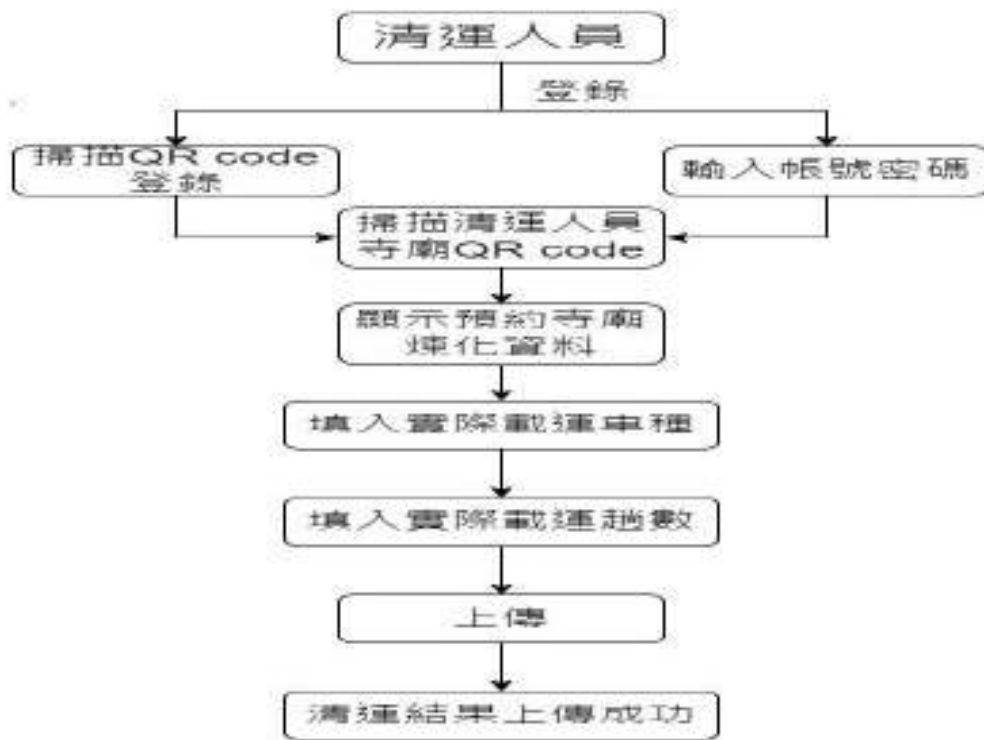 清運人員
登錄
掃描QR code
登錄
輸入帳號密碼
掃描清運人員
寺廟QR code
顯示預約寺廟
煉化資料
填入實際載運車種
填入實際載運趟數
上傳
清運結果上傳成功